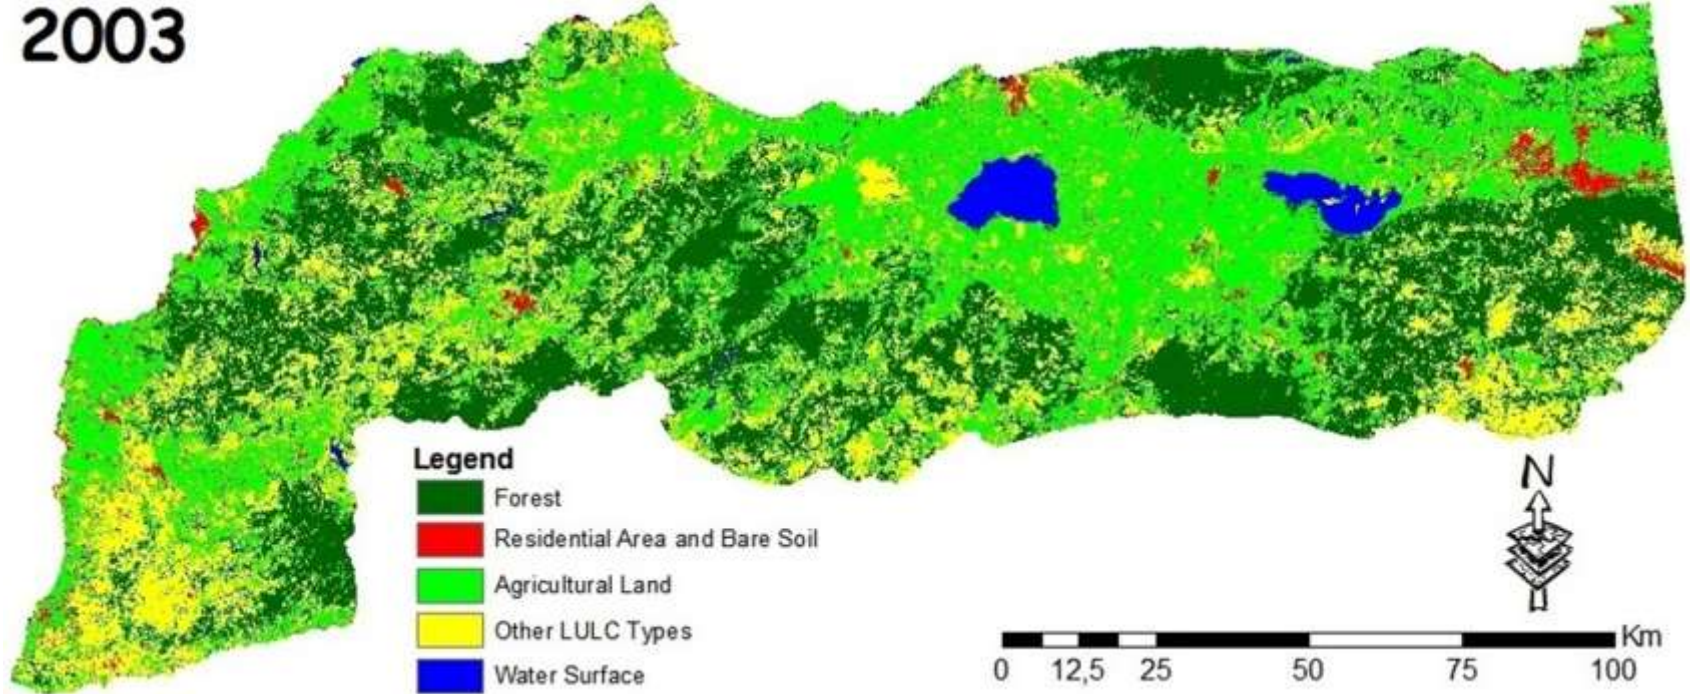 2003
Legend
Forest
Residential Area and Bare Soil
Agricultural Land
Other LULC Types
Water Surface
N
Km
0 12,5 25 50 75 100